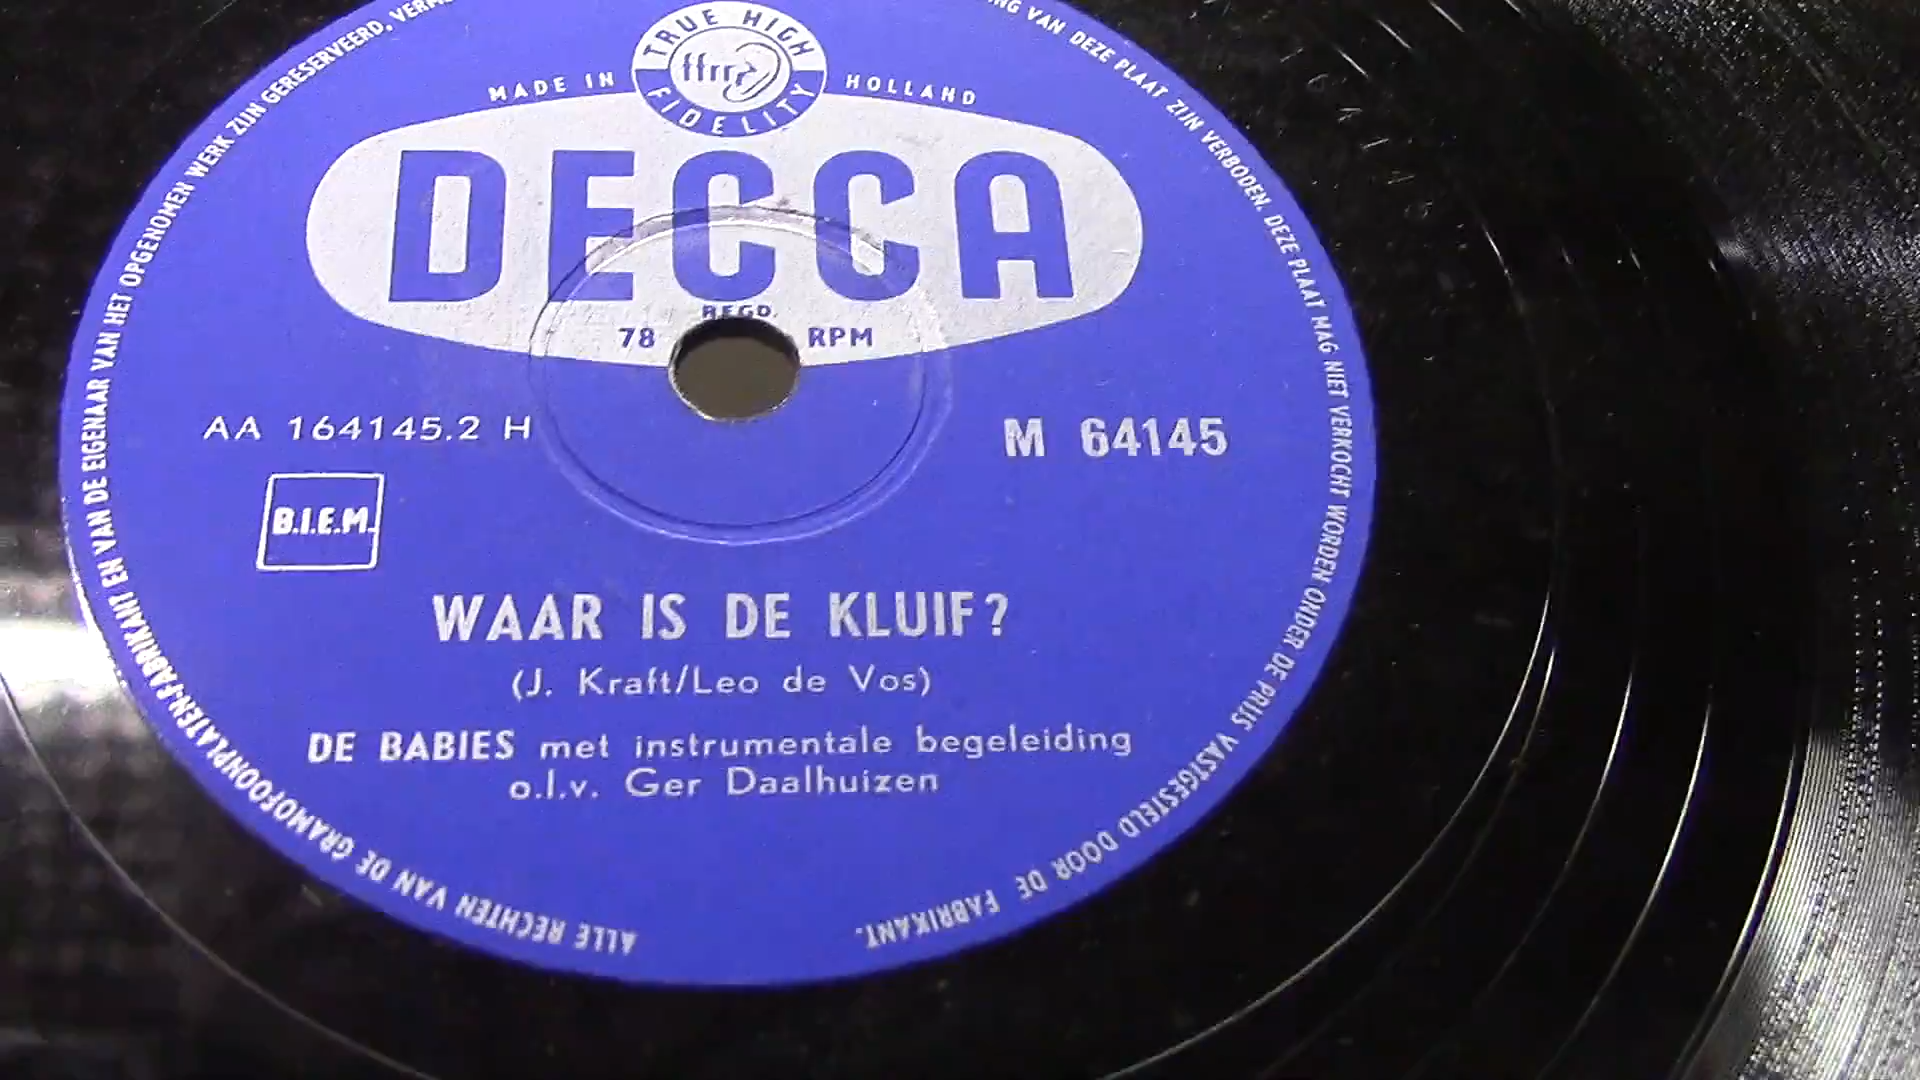 TRUE HIGH
ffrr
FIDELITY
MADE IN HOLLAND
DECCA
REGD.
78 RPM
AA 164145.2 H
M 64145
B.I.E.M.
WAAR IS DE KLUIF?
(J. Kraft/Leo de Vos)
DE BABIES met instrumentale begeleiding
o.l.v. Ger Daalhuizen
ALLE RECHTEN VAN DE GRAMOFOONPLATEN-FABRIKANT EN VAN DE EIGENAAR VAN HET OPGENOMEN WERK ZIJN GERESERVEERD,
VAN DEZE PLAAT ZIJN VERBODEN. DEZE PLAAT MAG NIET VERKOCHT WORDEN ONDER DE PRIJS VASTGESTELD DOOR DE FABRIKANT.